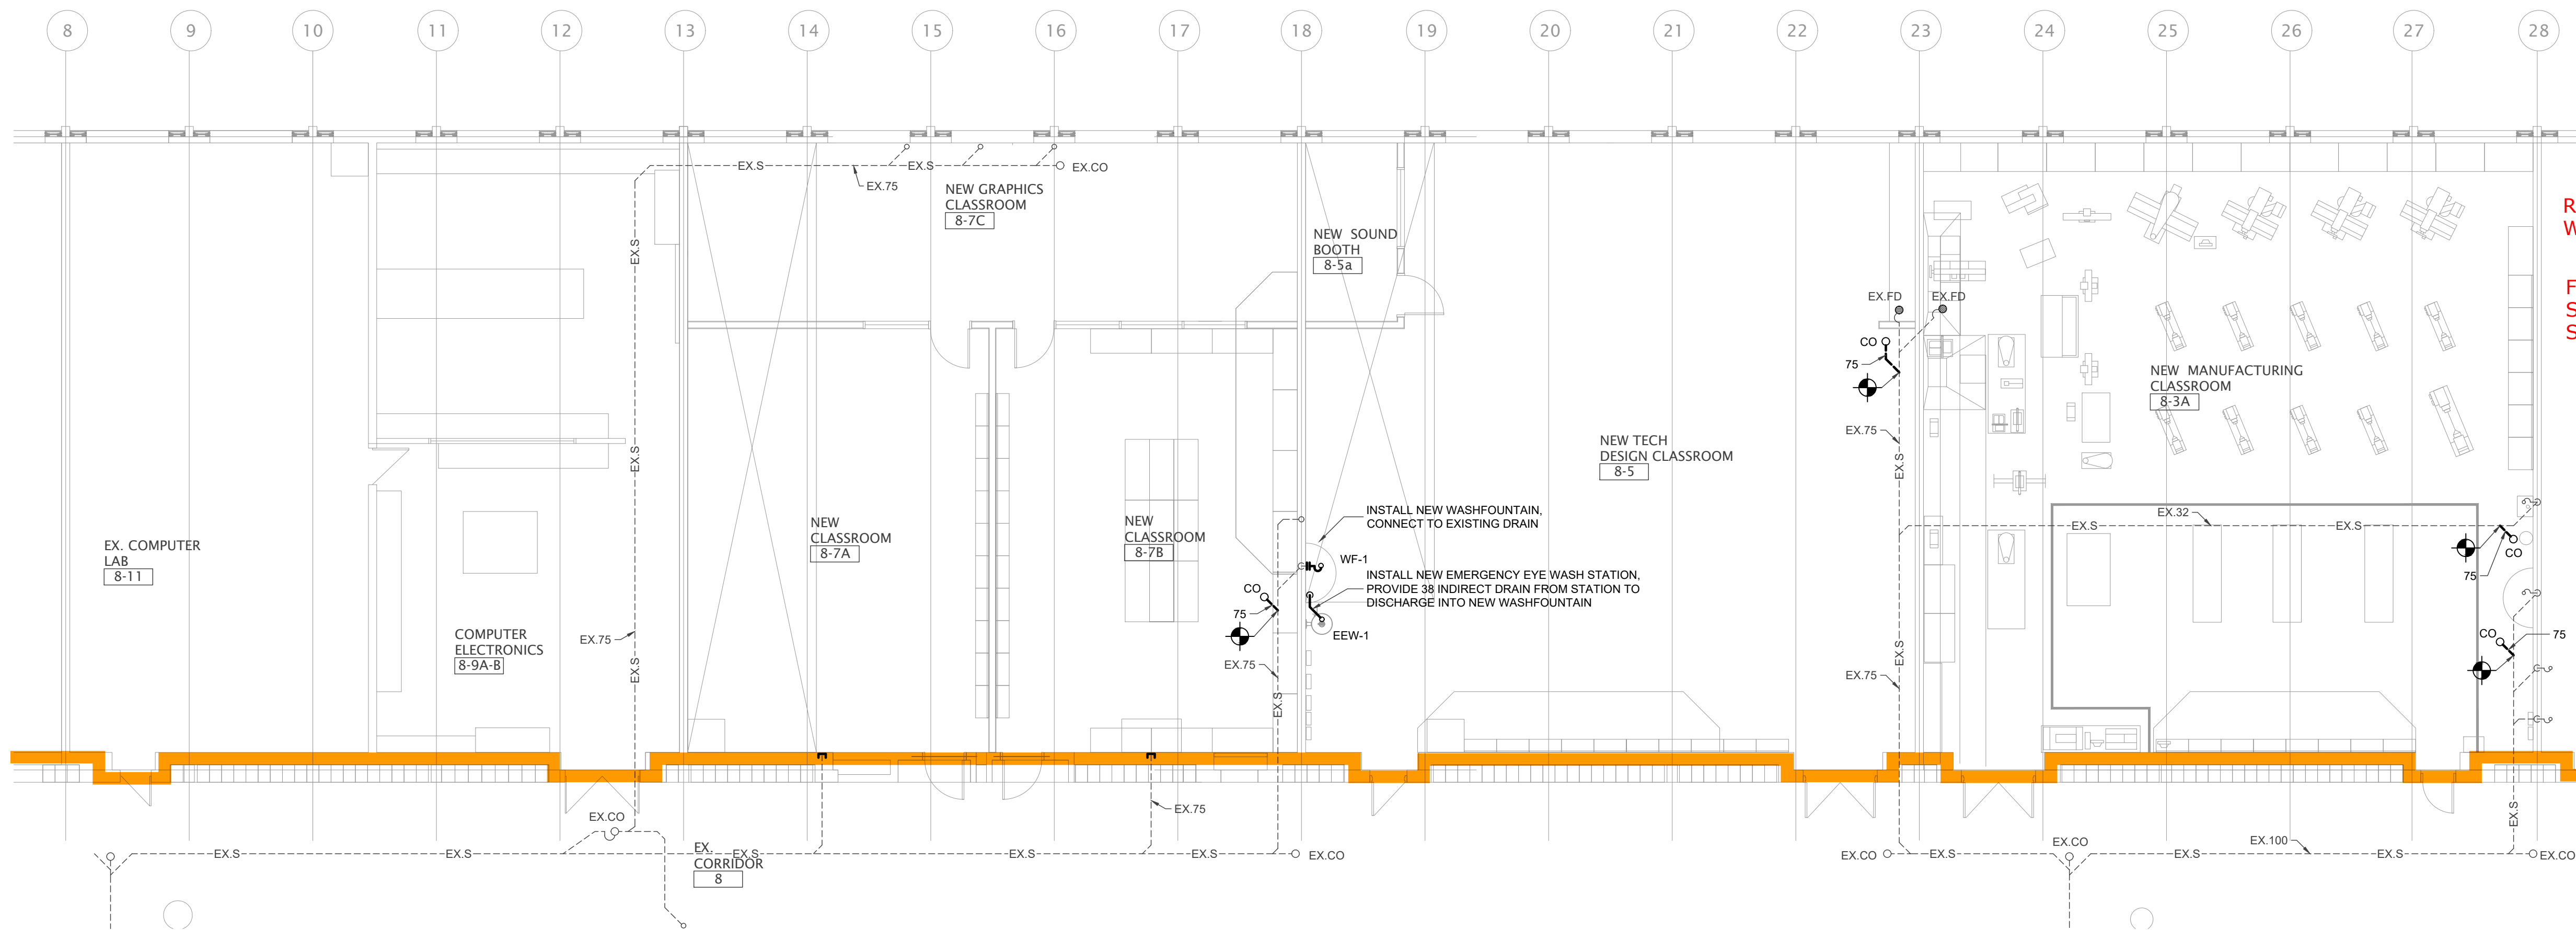 8 9 10 11 12 13 14 15 16 17 18 19 20 21 22 23 24 25 26 27 28
EX.S EX.S EX.CO
EX.75
NEW GRAPHICS
CLASSROOM
8-7C
NEW SOUND
BOOTH
8-5a
EX.S
EX.S
EX.S
EX.75
EX. COMPUTER
LAB
8-11
COMPUTER
ELECTRONICS
8-9A-B
NEW
CLASSROOM
8-7A
NEW
CLASSROOM
8-7B
CO
75
EX.75
EX.S
INSTALL NEW WASHFOUNTAIN,
CONNECT TO EXISTING DRAIN
WF-1
INSTALL NEW EMERGENCY EYE WASH STATION,
PROVIDE 38 INDIRECT DRAIN FROM STATION TO
DISCHARGE INTO NEW WASHFOUNTAIN
EEW-1
NEW TECH
DESIGN CLASSROOM
8-5
EX.FD EX.FD
CO
75
EX.75
EX.S
EX.S
EX.75
NEW MANUFACTURING
CLASSROOM
8-3A
EX.32
EX.S EX.S
CO
75
CO
75
EX.S
R
W
F
S
S
EX.CO
EX.75
EX.S EX.S EX.S EX.S EX.S EX.CO
EX.
CORRIDOR
8
EX.CO EX.S EX.CO EX.S EX.100 EX.S EX.CO